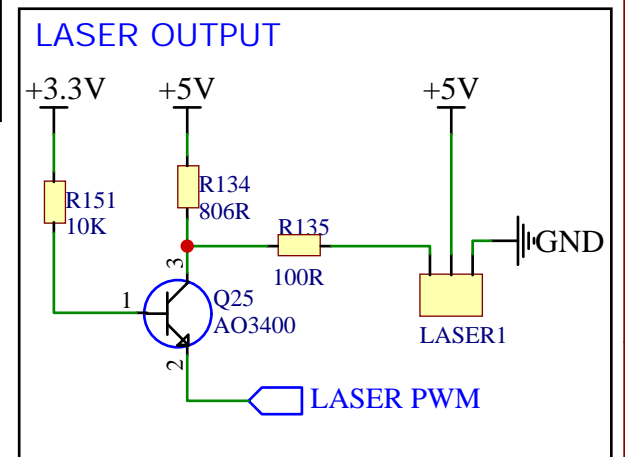 LASER OUTPUT
+3.3V
+5V
+5V
R151
10K
R134
806R
R135
100R
GND
3
1
Q25
AO3400
2
LASER1
LASER PWM